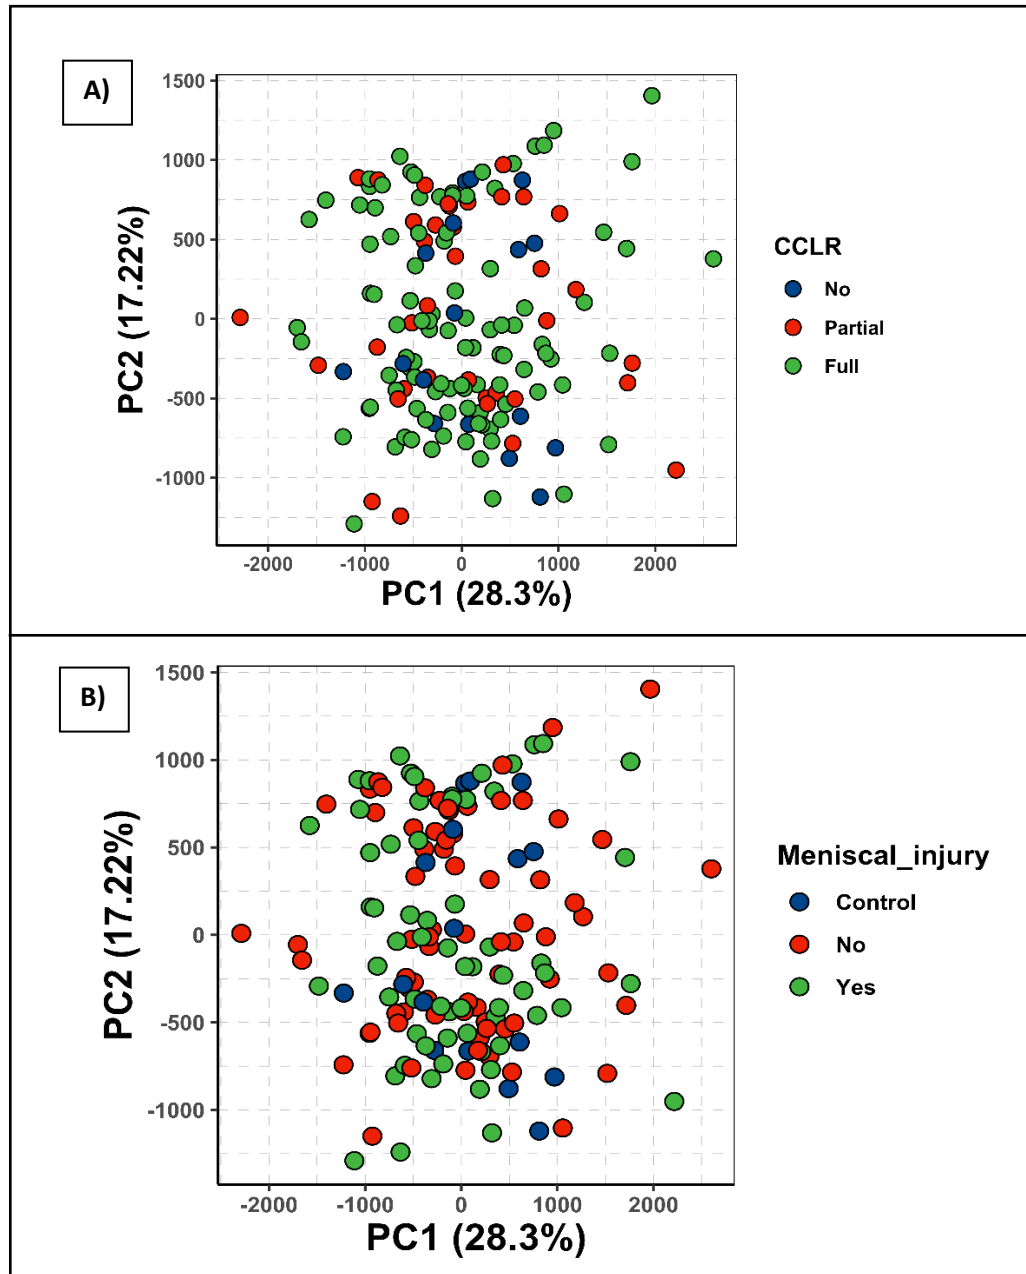 A)
1500
1000
500
0
-500
-1000
PC2 (17.22%)
-2000 -1000 0 1000 2000
PC1 (28.3%)
CCLR
No
Partial
Full
B)
1500
1000
500
0
-500
-1000
PC2 (17.22%)
-2000 -1000 0 1000 2000
PC1 (28.3%)
Meniscal_injury
Control
No
Yes